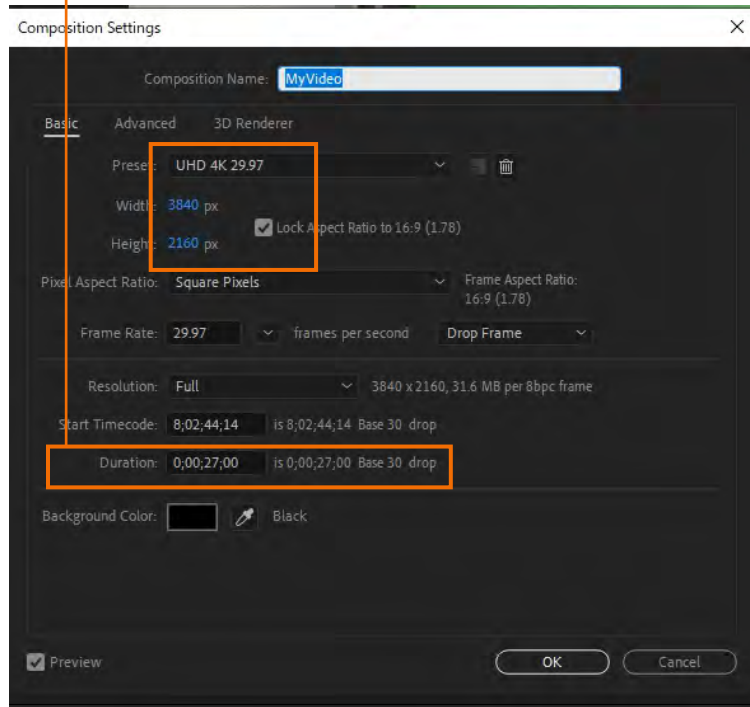 Composition Settings
Composition Name: MyVideo
Basic Advanced 3D Renderer
Preset: UHD 4K 29.97
Width: 3840 px
Lock Aspect Ratio to 16:9 (1.78)
Height: 2160 px
Pixel Aspect Ratio: Square Pixels Frame Aspect Ratio:
16:9 (1.78)
Frame Rate: 29.97 frames per second Drop Frame
Resolution: Full 3840 x 2160, 31.6 MB per 8bpc frame
Start Timecode: 8;02;44;14 is 8;02;44;14 Base 30 drop
Duration: 0;00;27;00 is 0;00;27;00 Base 30 drop
Background Color: Black
Preview OK Cancel